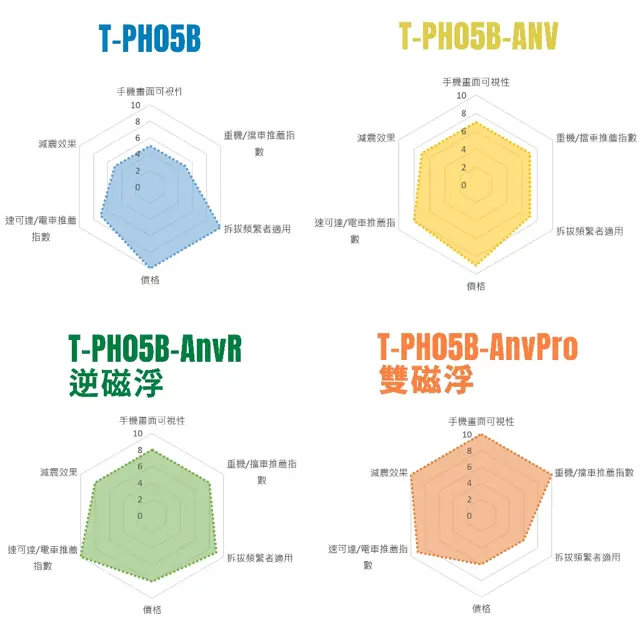 T-PH05B
手機畫面可視性
10
8
6
4
2
0
重機/擋車推薦指
數
拆拔頻繁者適用
價格
速可達/電車推薦
指數
減震效果
T-PH05B-ANV
手機畫面可視性
10
8
6
4
2
0
重機/擋車推薦指
數
拆拔頻繁者適用
價格
速可達/電車推薦指
數
減震效果
T-PH05B-AnvR
逆磁浮
手機畫面可視性
10
8
6
4
2
0
重機/擋車推薦指
數
拆拔頻繁者適用
價格
速可達/電車推薦
指數
減震效果
T-PH05B-AnvPro
雙磁浮
手機畫面可視性
10
8
6
4
2
0
重機/擋車推薦指數
拆拔頻繁者適用
價格
速可達/電車推薦指
數
減震效果